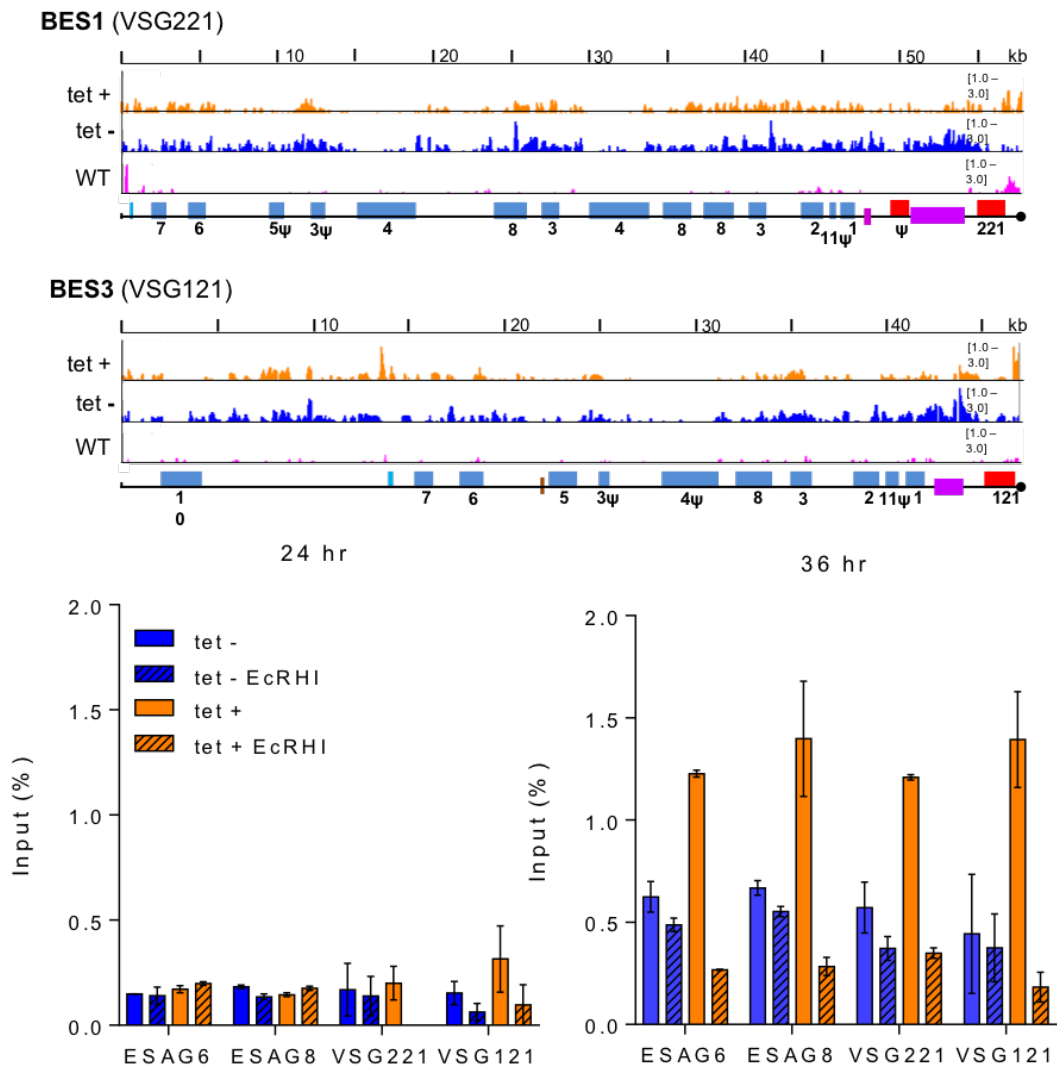 BES1 (VSG221)
10 20 30 40 50 kb
tet + [1.0 – 3.0]
tet - [1.0 – 3.0]
WT [1.0 – 3.0]
7 6 5ψ 3ψ 4 8 3 4 8 8 3 2 11ψ 1 ψ 221
BES3 (VSG121)
10 20 30 40 kb
tet + [1.0 – 3.0]
tet - [1.0 – 3.0]
WT [1.0 – 3.0]
1 7 6 5 3ψ 4ψ 8 3 2 11ψ 1 121
0
24 hr
2.0
1.5
1.0
0.5
0.0
Input (%)
tet -
tet - EcRHI
tet +
tet + EcRHI
ESAG6 ESAG8 VSG221 VSG121
36 hr
2.0
1.5
1.0
0.5
0.0
Input (%)
ESAG6 ESAG8 VSG221 VSG121